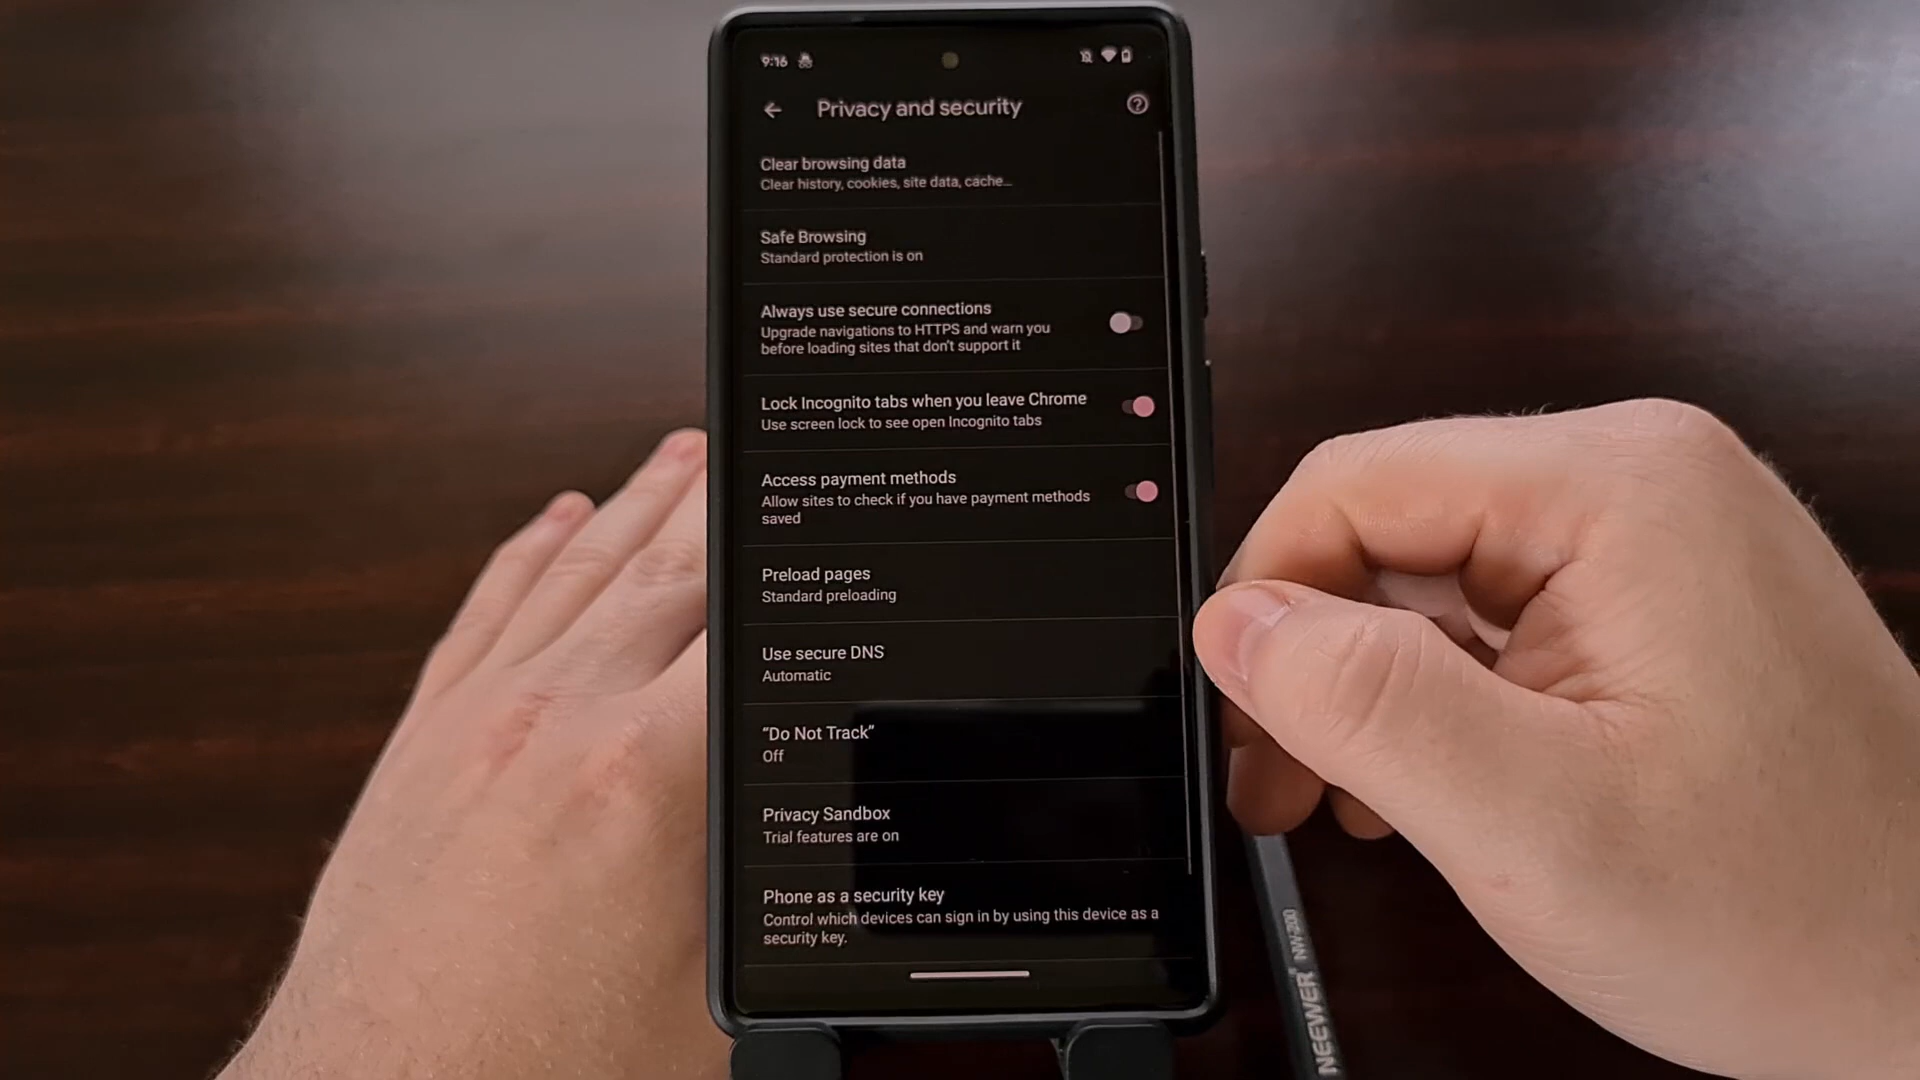 9:16
Privacy and security
Clear browsing data
Clear history, cookies, site data, cache...
Safe Browsing
Standard protection is on
Always use secure connections
Upgrade navigations to HTTPS and warn you
before loading sites that don't support it
Lock Incognito tabs when you leave Chrome
Use screen lock to see open Incognito tabs
Access payment methods
Allow sites to check if you have payment methods
saved
Preload pages
Standard preloading
Use secure DNS
Automatic
“Do Not Track”
Off
Privacy Sandbox
Trial features are on
Phone as a security key
Control which devices can sign in by using this device as a
security key.
NEEWER® NW-200